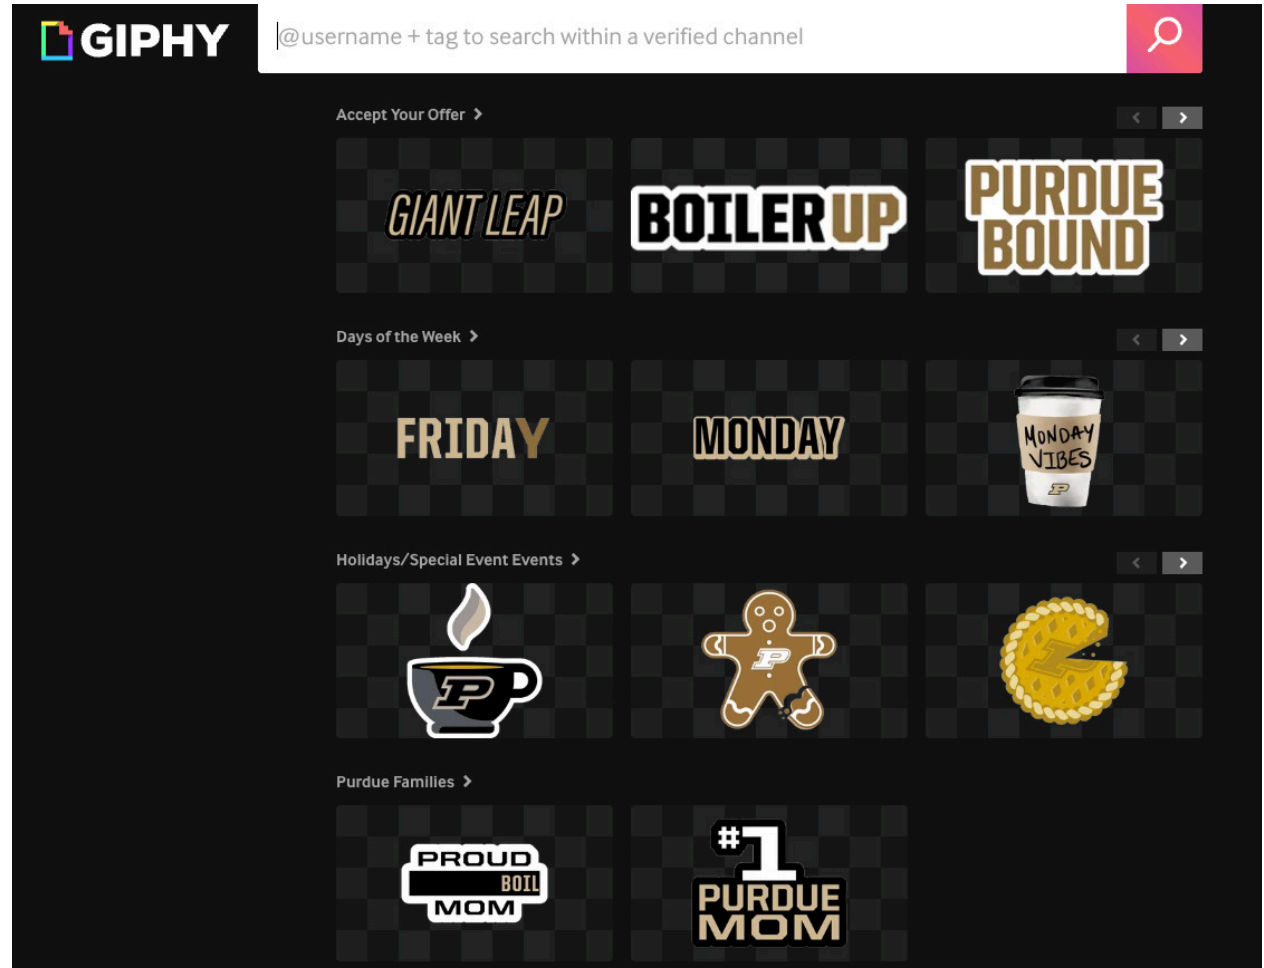 GIPHY
@username + tag to search within a verified channel
Accept Your Offer
GIANT LEAP
BOILER UP
PURDUE
BOUND
Days of the Week
FRIDAY
MONDAY
MONDAY
VIBES
P
Holidays/Special Event Events
P
P
P
Purdue Families
PROUD
BOIL
MOM
#1
PURDUE
MOM